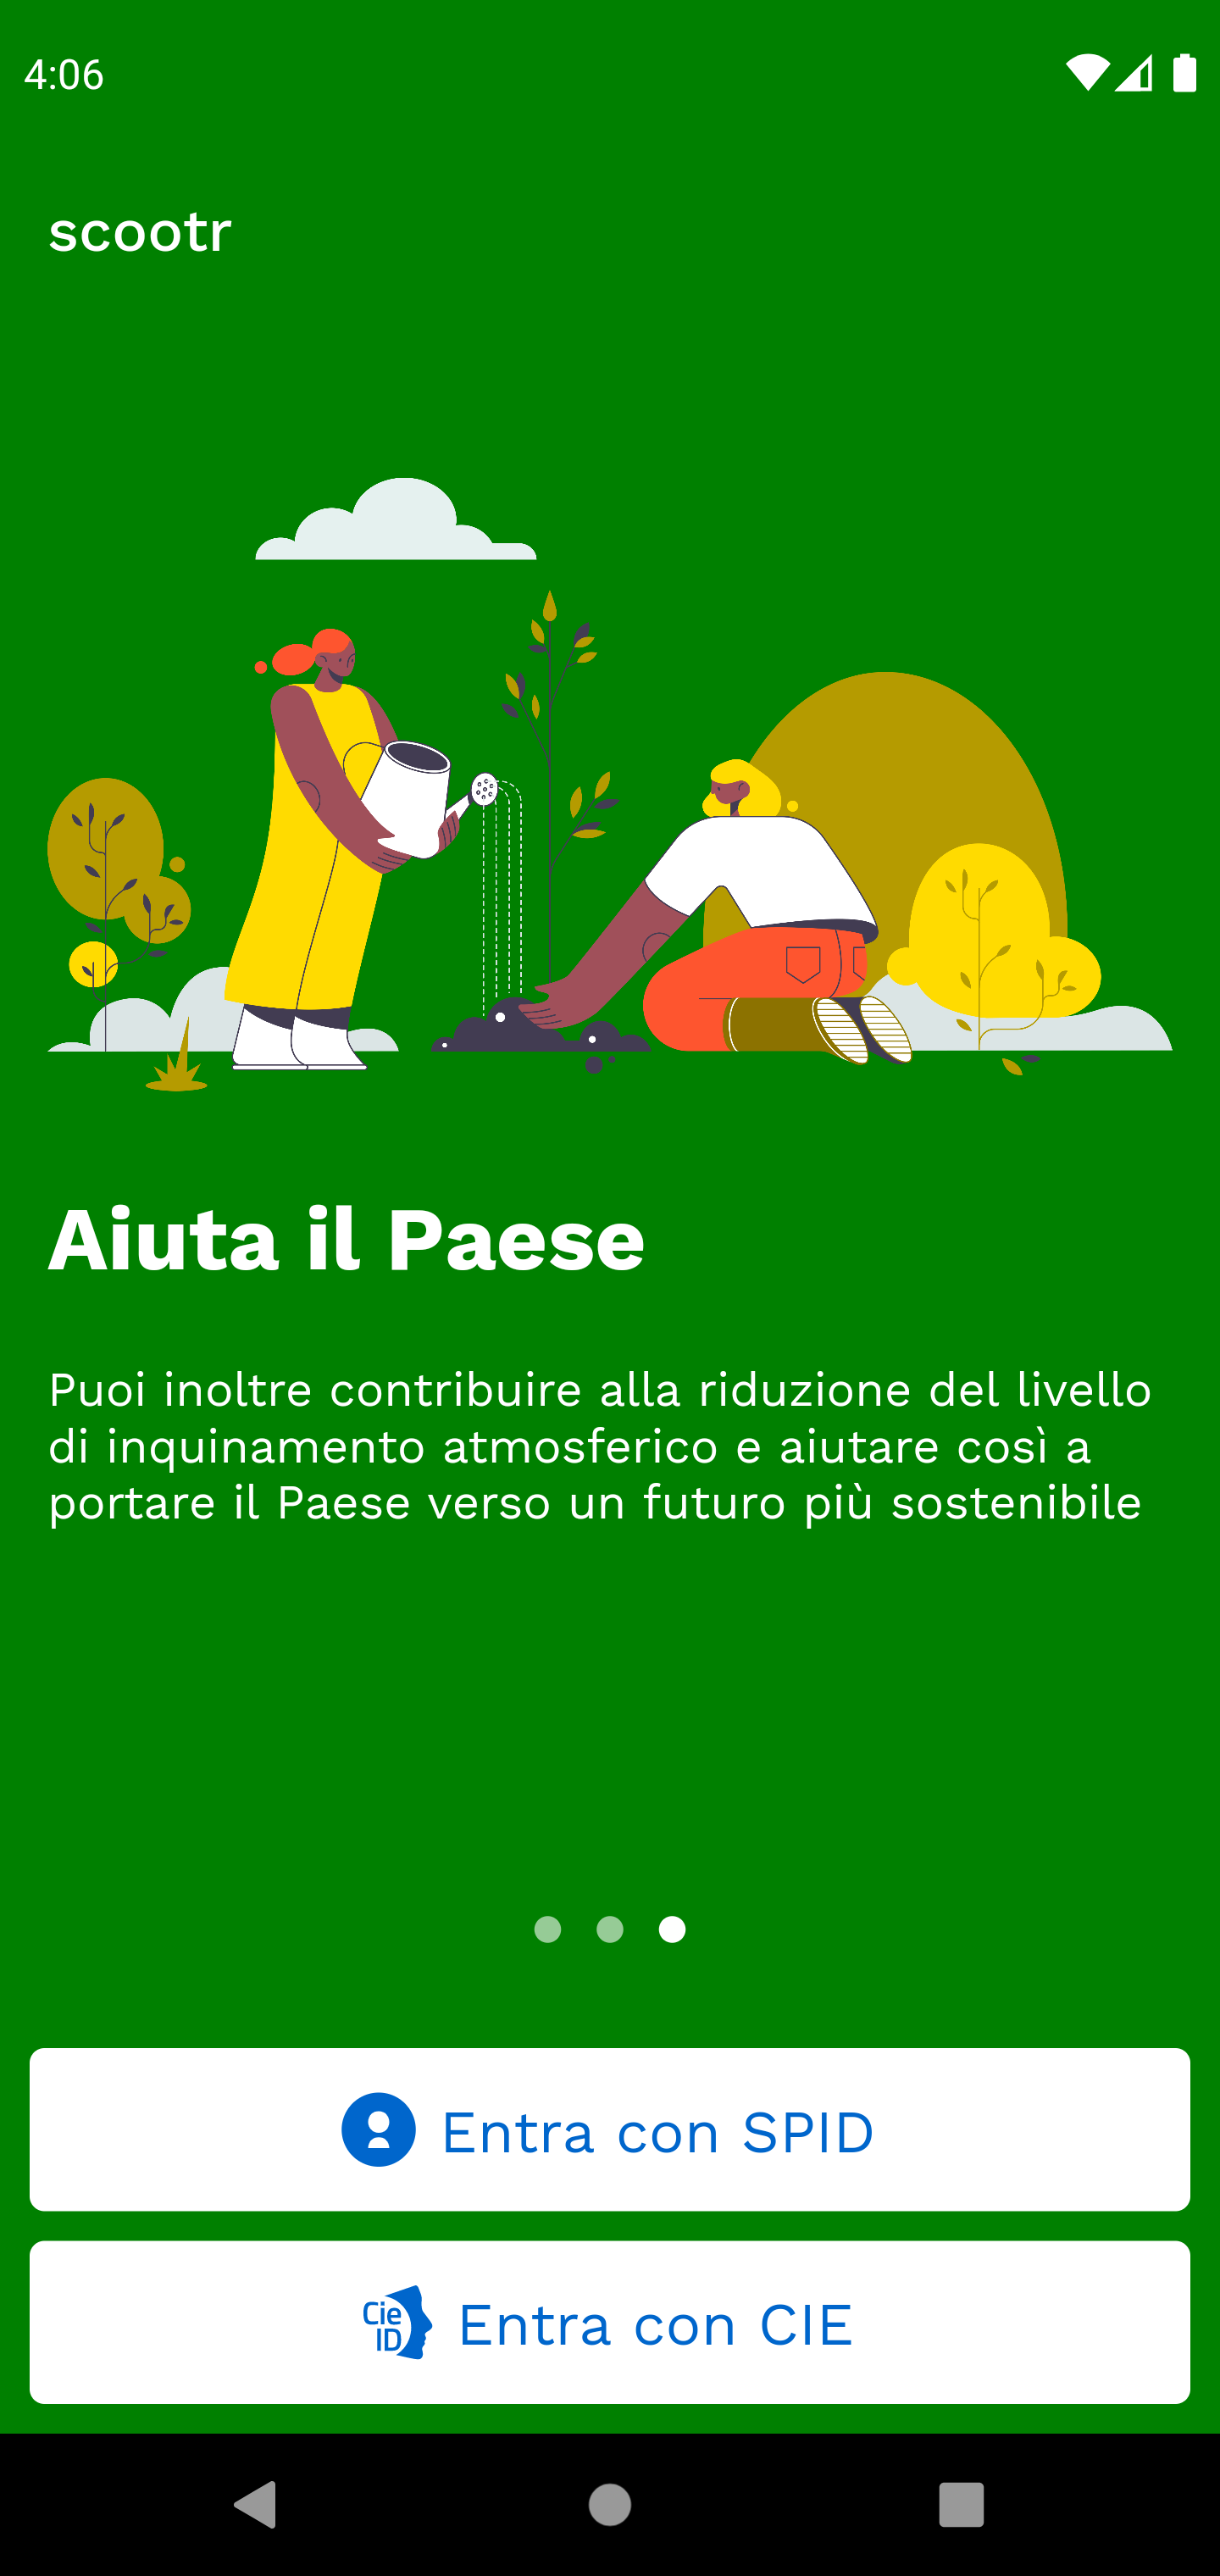 4:06
scootr
Aiuta il Paese
Puoi inoltre contribuire alla riduzione del livello
di inquinamento atmosferico e aiutare così a
portare il Paese verso un futuro più sostenibile
Entra con SPID
Cie
ID
Entra con CIE